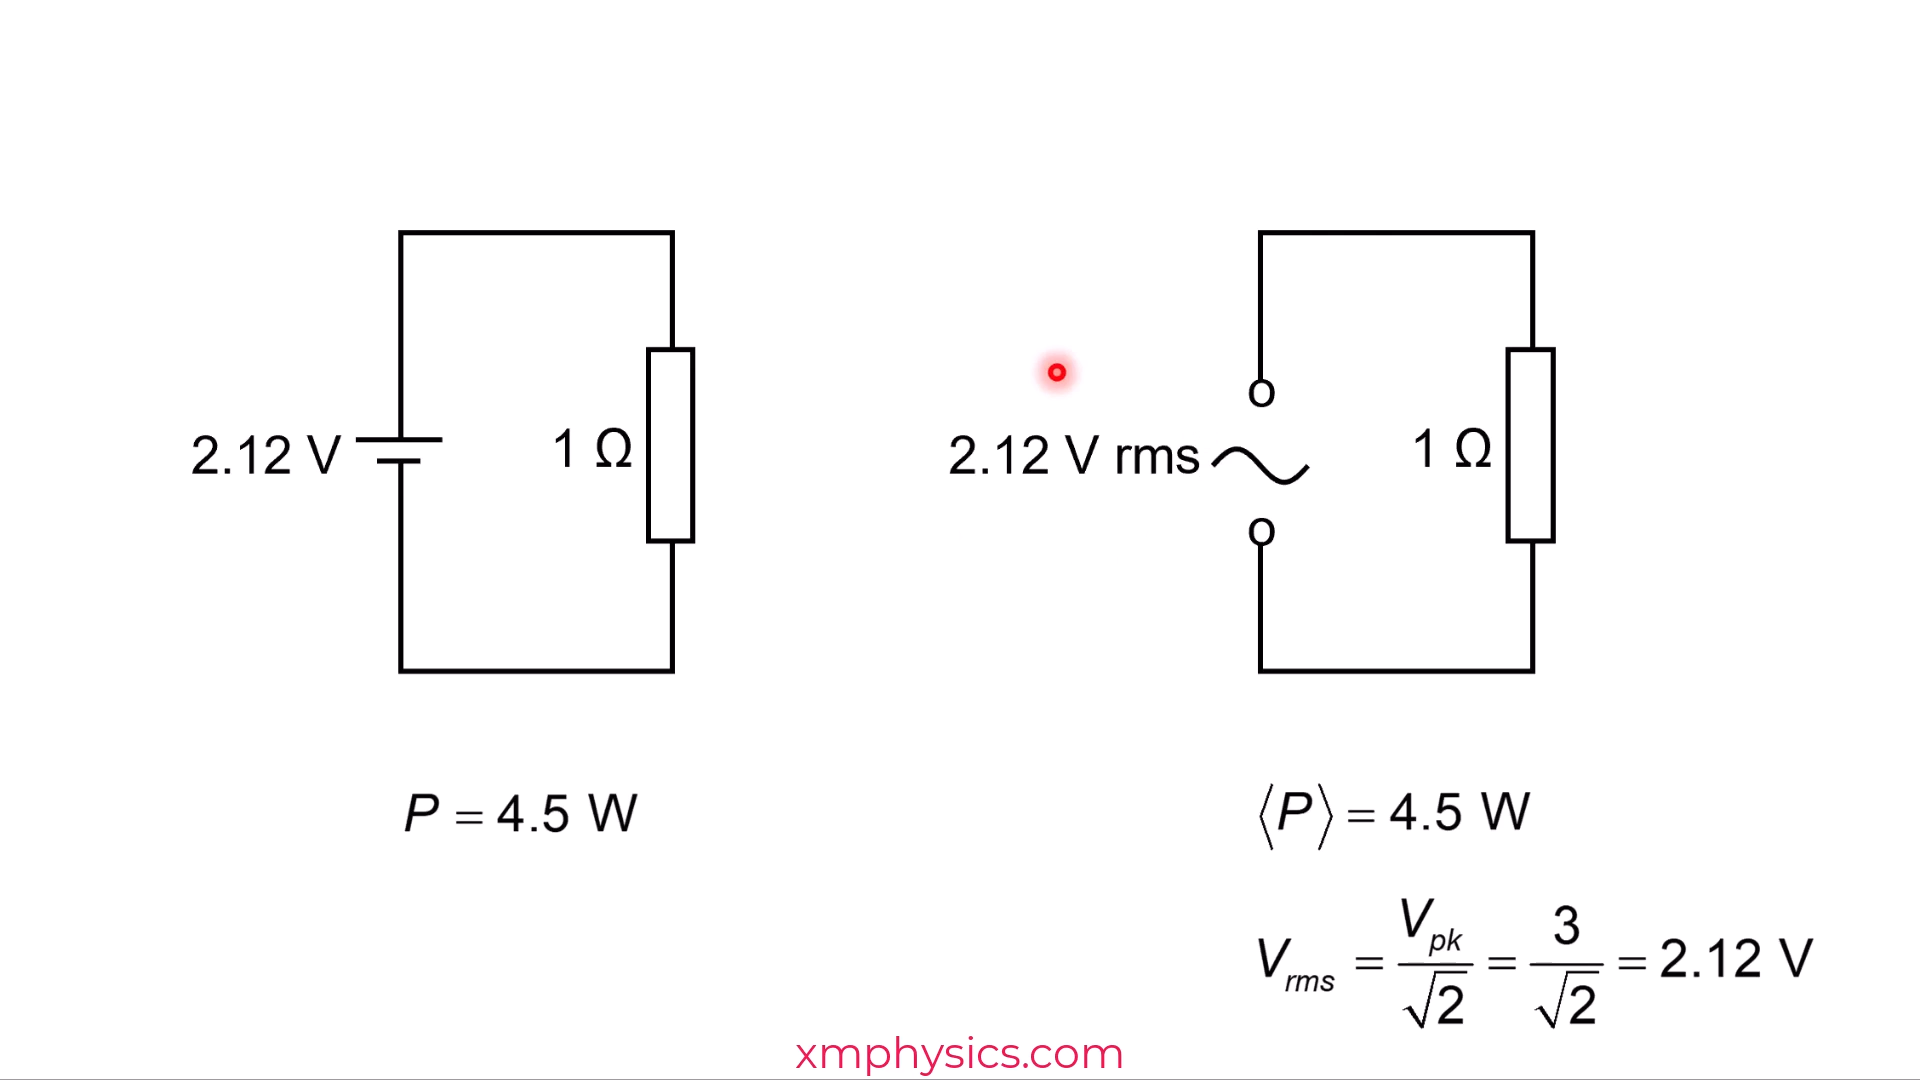 2.12 V
1 Ω
2.12 V rms
1 Ω
P = 4.5 W
⟨P⟩ = 4.5 W
V_rms = V_pk/√2 = 3/√2 = 2.12 V
xmphysics.com